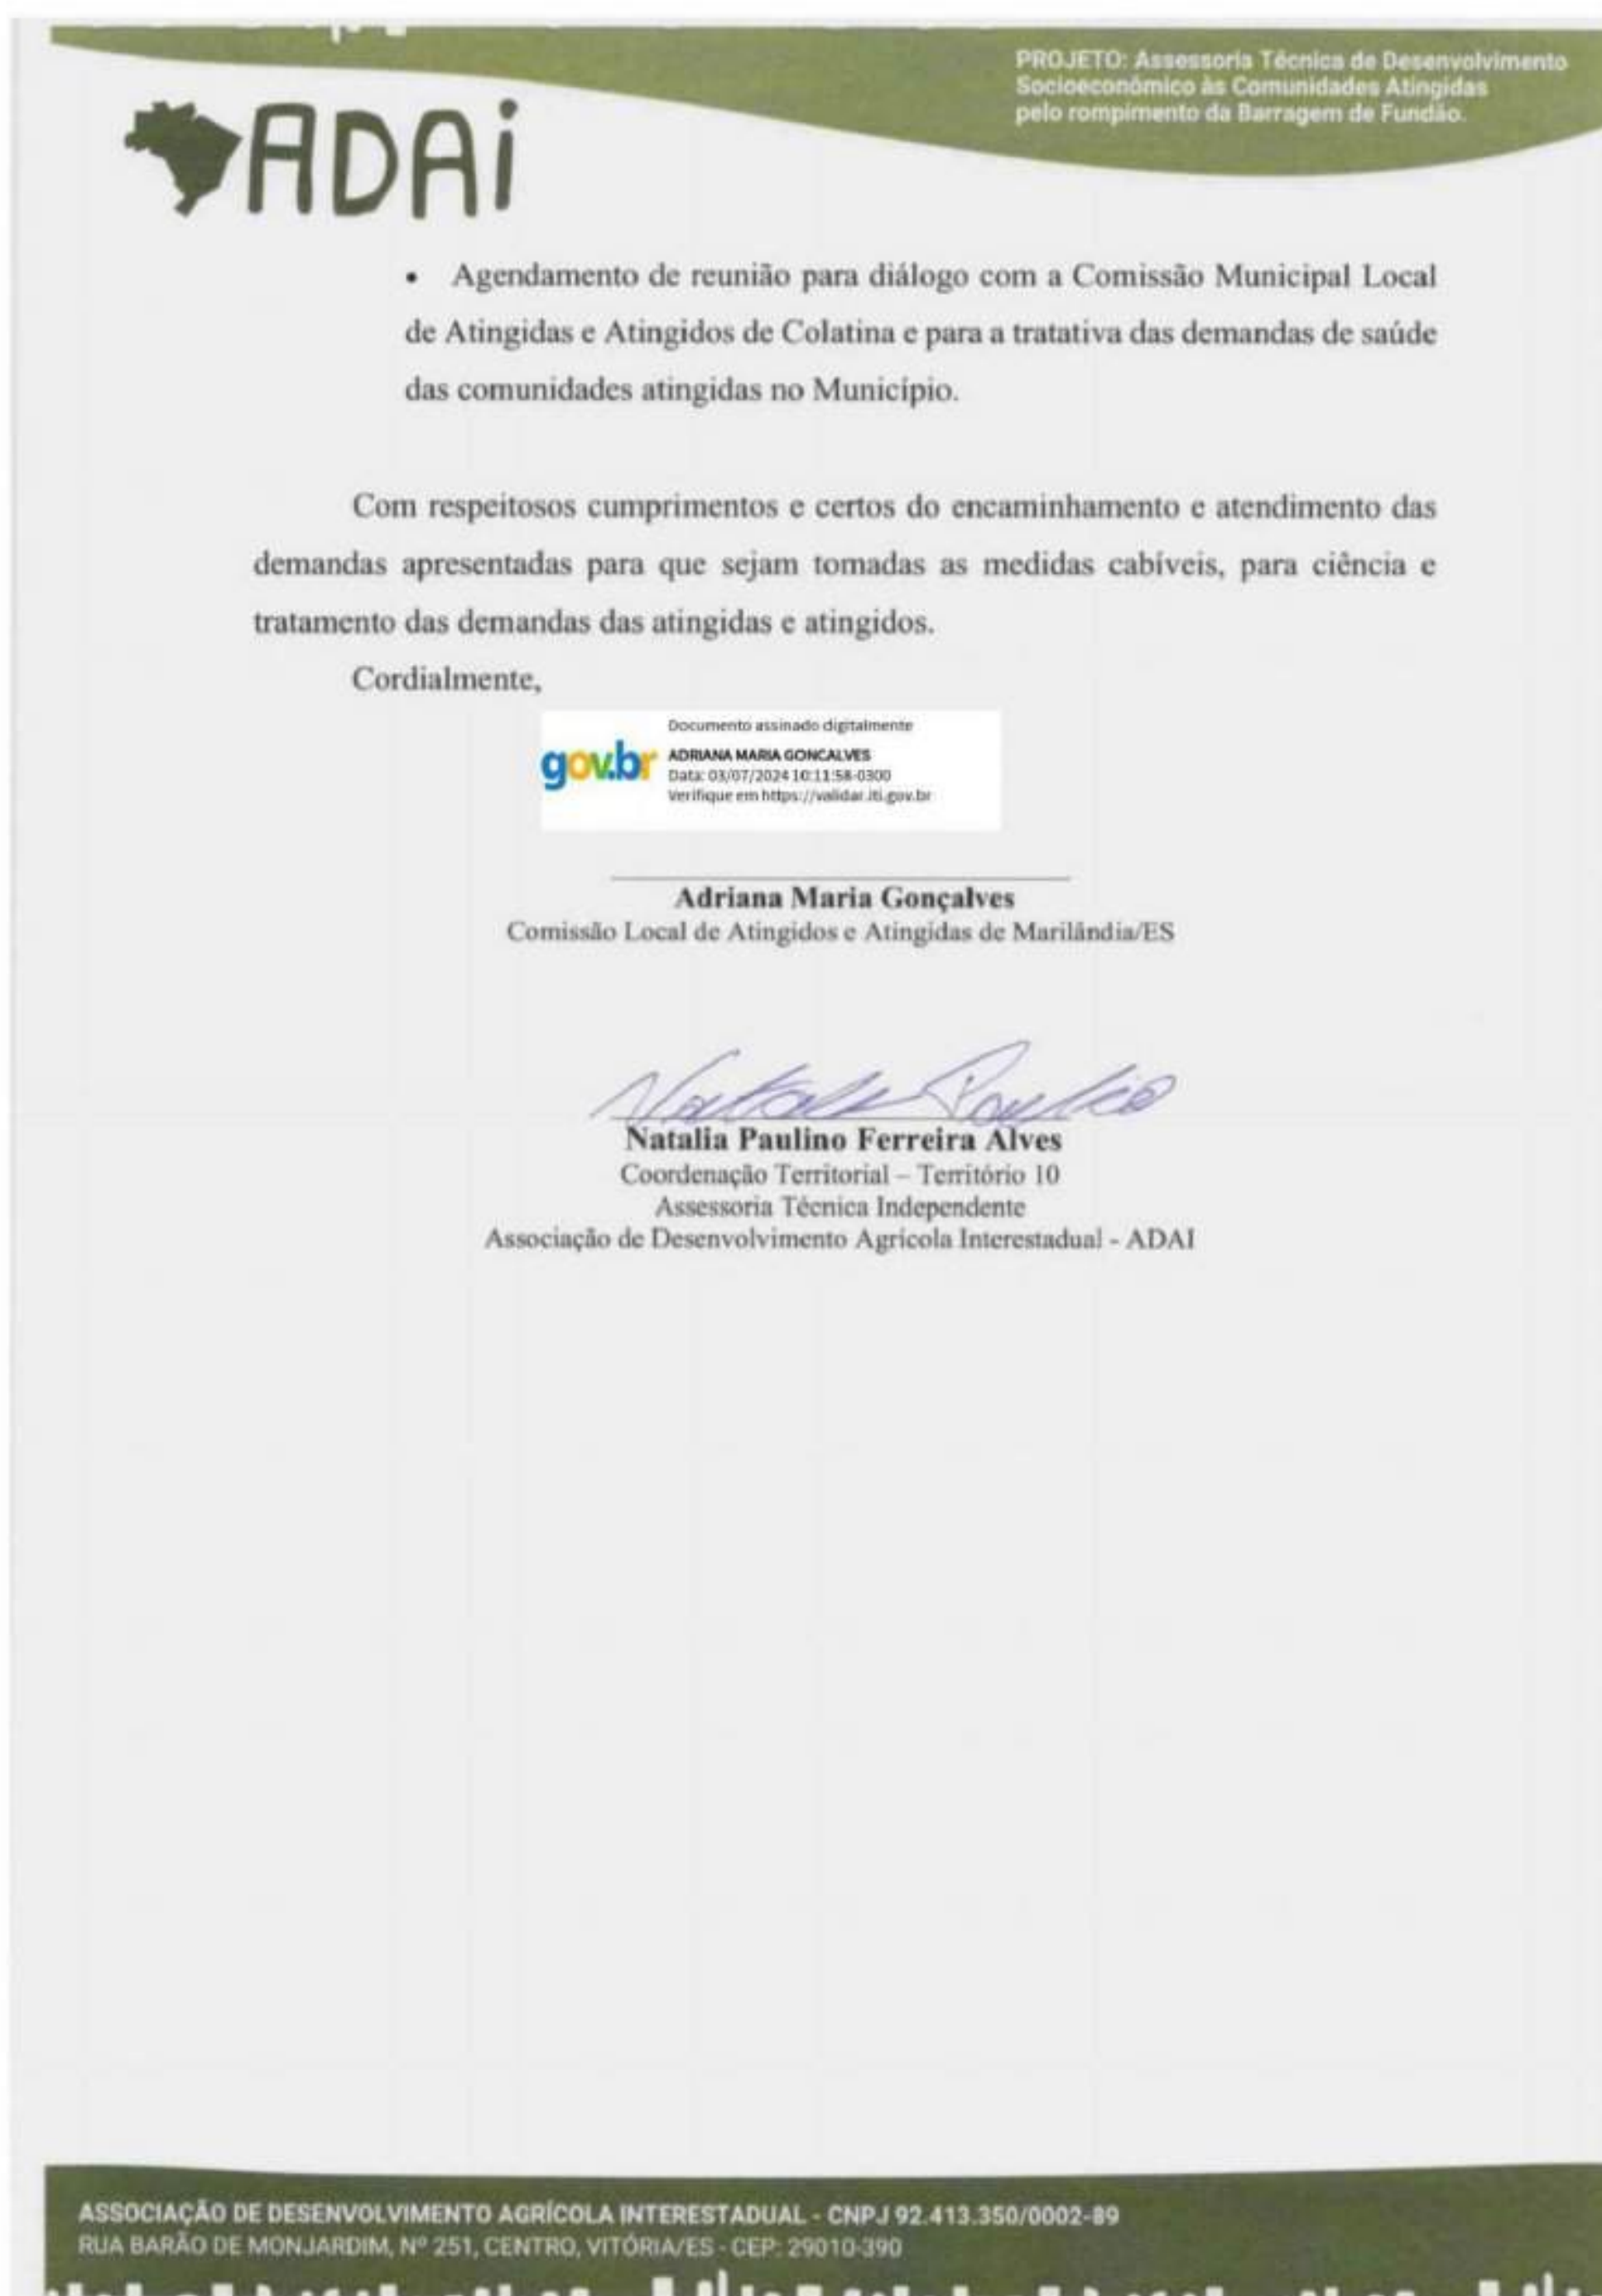 PROJETO: Assessoria Técnica de Desenvolvimento
Socioeconômico às Comunidades Atingidas
pelo rompimento da Barragem de Fundão.
ADAi
• Agendamento de reunião para diálogo com a Comissão Municipal Local
de Atingidas e Atingidos de Colatina e para a tratativa das demandas de saúde
das comunidades atingidas no Município.
Com respeitosos cumprimentos e certos do encaminhamento e atendimento das
demandas apresentadas para que sejam tomadas as medidas cabíveis, para ciência e
tratamento das demandas das atingidas e atingidos.
Cordialmente,
gov.br
Documento assinado digitalmente
ADRIANA MARIA GONCALVES
Data: 03/07/2024 10:11:58-0300
Verifique em https://validar.iti.gov.br
Adriana Maria Gonçalves
Comissão Local de Atingidos e Atingidas de Marilândia/ES
Natalia Paulino
Natalia Paulino Ferreira Alves
Coordenação Territorial – Território 10
Assessoria Técnica Independente
Associação de Desenvolvimento Agrícola Interestadual - ADAI
ASSOCIAÇÃO DE DESENVOLVIMENTO AGRÍCOLA INTERESTADUAL - CNPJ 92.413.350/0002-89
RUA BARÃO DE MONJARDIM, Nº 251, CENTRO, VITÓRIA/ES - CEP: 29010-390